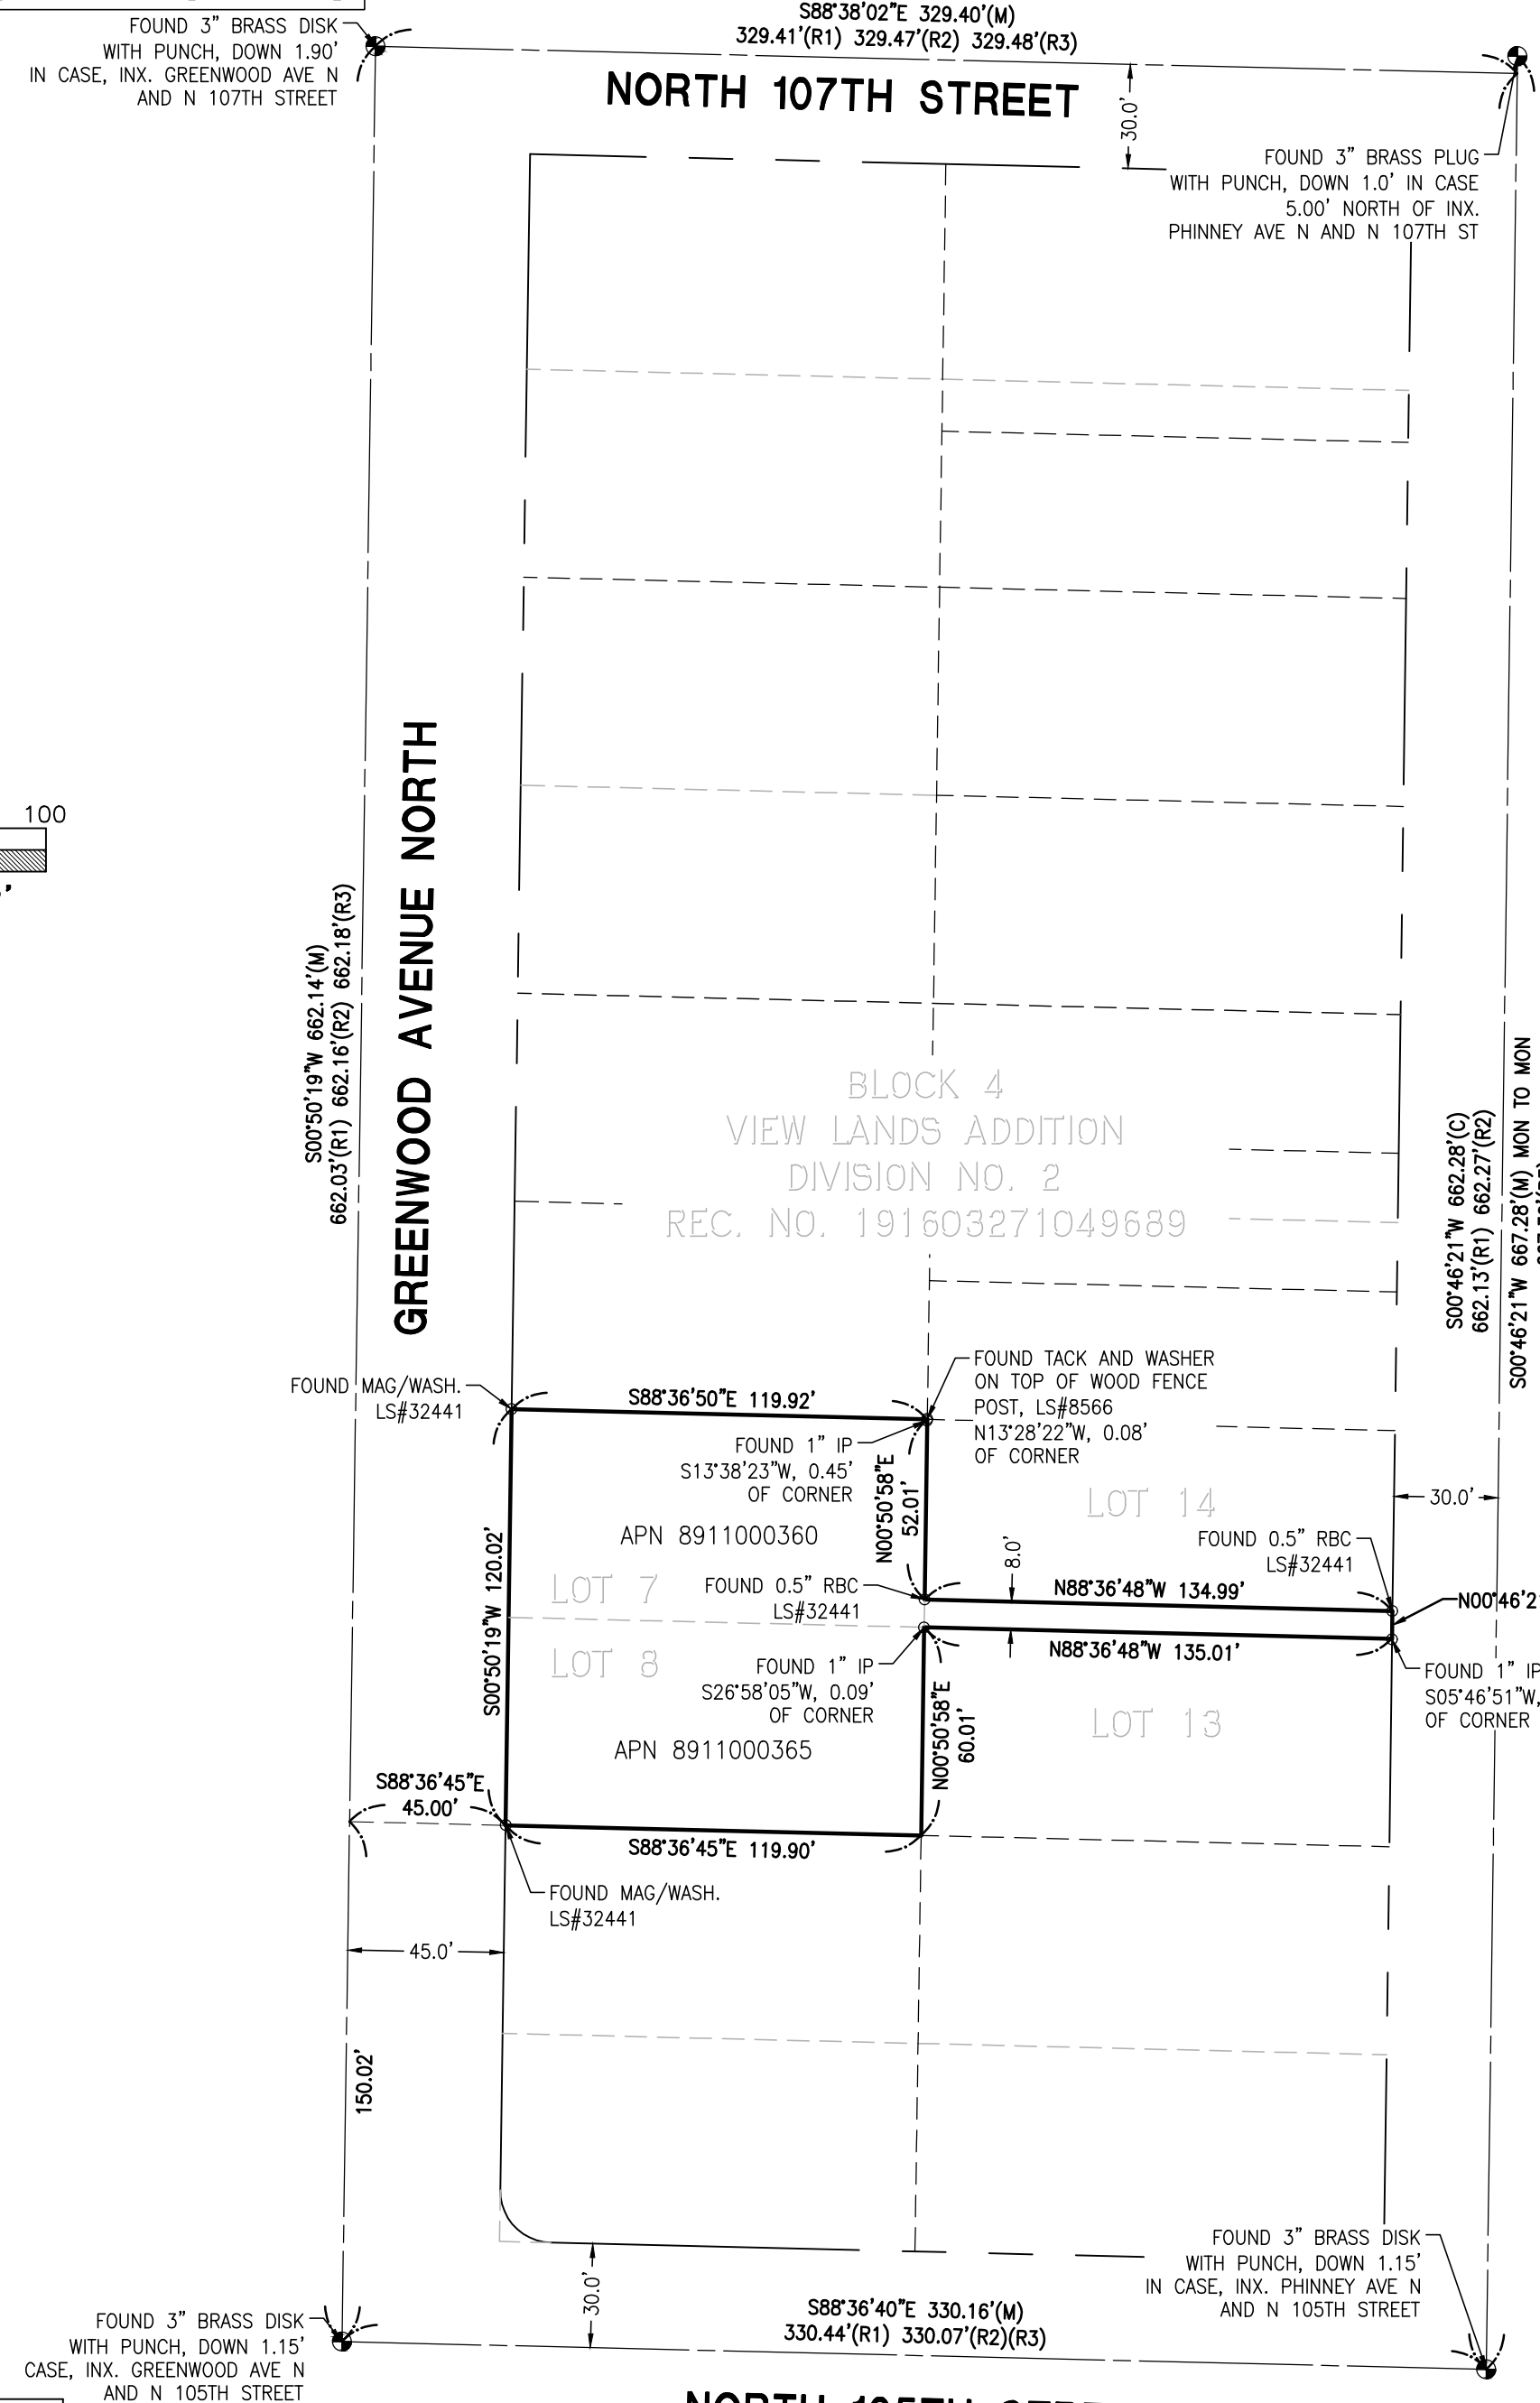 S88°38'02"E 329.40'(M)
329.41'(R1) 329.47'(R2) 329.48'(R3)
FOUND 3" BRASS DISK
WITH PUNCH, DOWN 1.90'
IN CASE, INX. GREENWOOD AVE N
AND N 107TH STREET
NORTH 107TH STREET
30.0'
FOUND 3" BRASS PLUG
WITH PUNCH, DOWN 1.0' IN CASE
5.00' NORTH OF INX.
PHINNEY AVE N AND N 107TH ST
100
GREENWOOD AVENUE NORTH
S00°50'19"W 662.14'(M)
662.03'(R1) 662.16'(R2) 662.18'(R3)
BLOCK 4
VIEW LANDS ADDITION
DIVISION NO. 2
REC. NO. 191603271049689
S00°46'21"W 662.28'(C)
662.13'(R1) 662.27'(R2)
S00°46'21"W 667.28'(M) MON TO MON
FOUND MAG/WASH.
LS#32441
S88°36'50"E 119.92'
FOUND TACK AND WASHER
ON TOP OF WOOD FENCE
POST, LS#8566
N13°28'22"W, 0.08'
OF CORNER
FOUND 1" IP
S13°38'23"W, 0.45'
OF CORNER
N00°50'58"E
52.01'
LOT 14
30.0'
APN 8911000360
FOUND 0.5" RBC
LS#32441
8.0'
S00°50'19"W 120.02'
LOT 7
FOUND 0.5" RBC
LS#32441
N88°36'48"W 134.99'
N00°46'2
LOT 8
N88°36'48"W 135.01'
FOUND 1" IP
S26°58'05"W, 0.09'
OF CORNER
FOUND 1" IP
S05°46'51"W,
OF CORNER
N00°50'58"E
60.01'
LOT 13
APN 8911000365
S88°36'45"E
45.00'
S88°36'45"E 119.90'
FOUND MAG/WASH.
LS#32441
45.0'
150.02'
30.0'
FOUND 3" BRASS DISK
WITH PUNCH, DOWN 1.15'
IN CASE, INX. PHINNEY AVE N
AND N 105TH STREET
S88°36'40"E 330.16'(M)
330.44'(R1) 330.07'(R2)(R3)
FOUND 3" BRASS DISK
WITH PUNCH, DOWN 1.15'
CASE, INX. GREENWOOD AVE N
AND N 105TH STREET